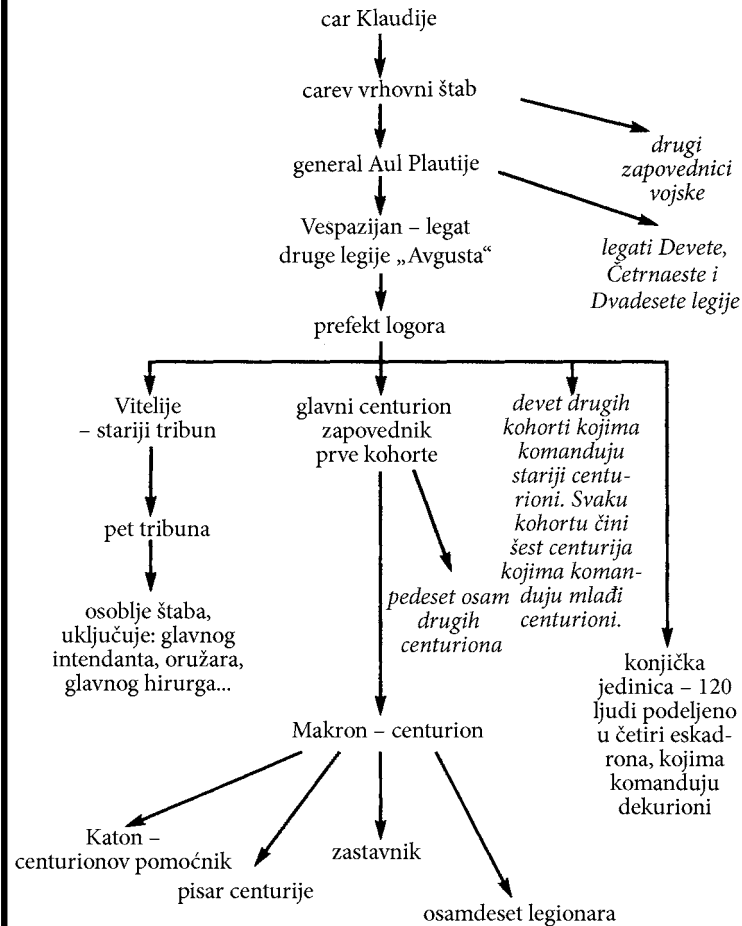 car Klaudije
carev vrhovni štab
drugi
zapovednici
vojske
general Aul Plautije
legati Devete,
Četrnaeste i
Dvadesete legije
Vespazijan – legat
druge legije „Avgusta“
prefekt logora
Vitelije
– stariji tribun
pet tribuna
osoblje štaba,
uključuje: glavnog
intendanta, oružara,
glavnog hirurga...
glavni centurion
zapovednik
prve kohorte
pedeset osam
drugih
centuriona
devet drugih
kohorti kojima
komanduju
stariji centu-
rioni. Svaku
kohortu čini
šest centurija
kojima koman-
duju mlađi
centurioni.
konjička
jedinica – 120
ljudi podeljeno
u četiri eskad-
rona, kojima
komanduju
dekurioni
Makron – centurion
Katon –
centurionov pomoćnik
pisar centurije
zastavnik
osamdeset legionara